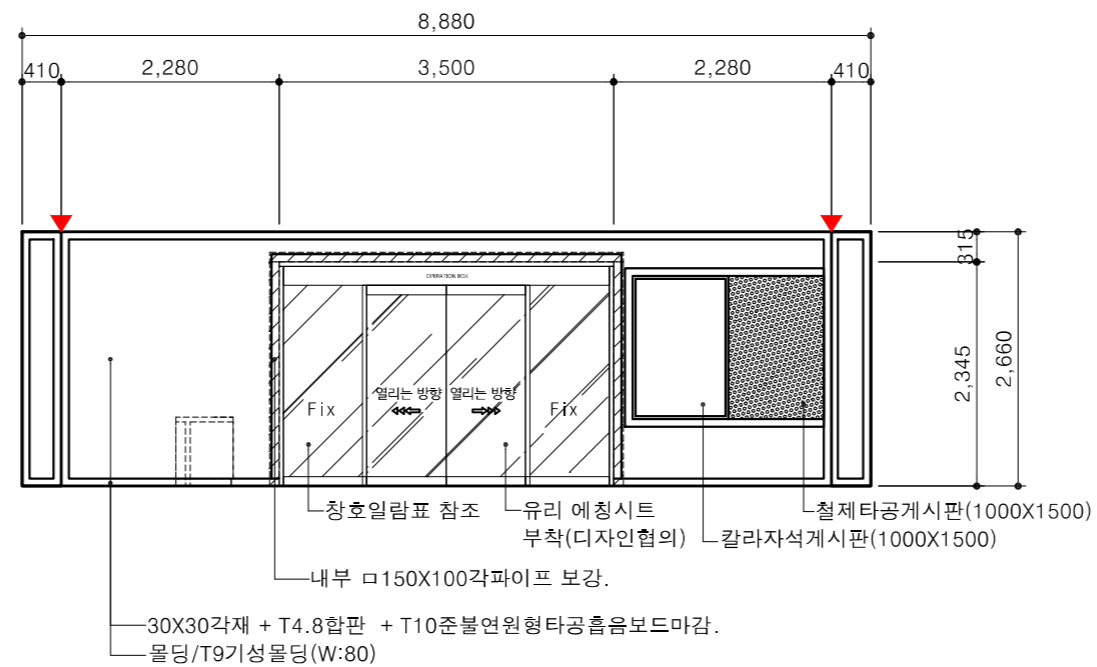 8,880
410
2,280
3,500
2,280
410
315
2,345
2,660
OPERATION BOX
열리는 방향
열리는 방향
Fix
Fix
창호일람표 참조
유리 에칭시트
부착(디자인협의)
철제타공게시판(1000X1500)
칼라자석게시판(1000X1500)
내부 ㅁ150X100각파이프 보강.
30X30각재 + T4.8합판 + T10준불연원형타공흡음보드마감.
몰딩/T9기성몰딩(W:80)